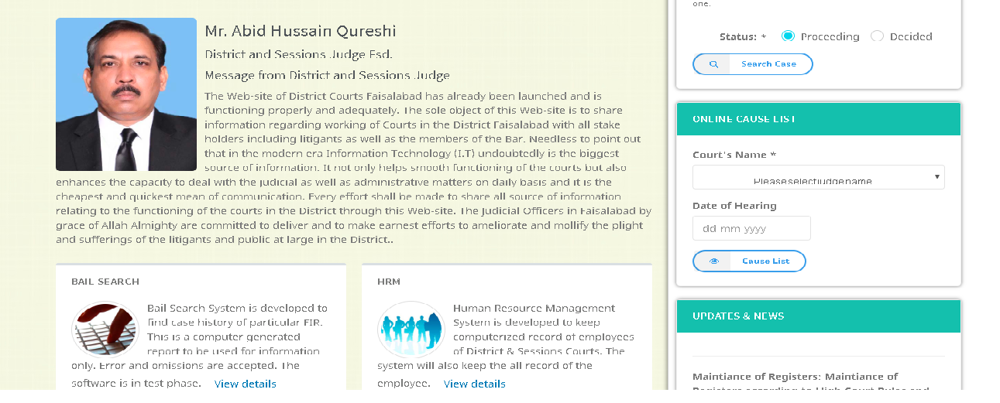 Mr. Abid Hussain Qureshi
District and Sessions Judge Fsd.
Message from District and Sessions Judge
The Web-site of District Courts Faisalabad has already been launched and is
functioning properly and adequately. The sole object of this Web-site is to share
information regarding working of Courts in the District Faisalabad with all stake
holders including litigants as well as the members of the Bar. Needless to point out
that in the modern era Information Technology (I.T) undoubtedly is the biggest
source of information. It not only helps smooth functioning of the courts but also
enhances the capacity to deal with the judicial as well as administrative matters on daily basis and it is the
cheapest and quickest mean of communication. Every effort shall be made to share all source of information
relating to the functioning of the courts in the District through this Web-site. The Judicial Officers in Faisalabad by
grace of Allah Almighty are committed to deliver and to make earnest efforts to ameliorate and mollify the plight
and sufferings of the litigants and public at large in the District..
BAIL SEARCH
Bail Search System is developed to
find case history of particular FIR.
This is a computer generated
report to be used for information
only. Error and omissions are accepted. The
software is in test phase. View details
HRM
Human Resource Management
System is developed to keep
computerized record of employees
of District & Sessions Courts. The
system will also keep the all record of the
employee. View details
one.
Status: * Proceeding Decided
Search Case
ONLINE CAUSE LIST
Court's Name *
Please select judge name
Date of Hearing
dd mm yyyy
Cause List
UPDATES & NEWS
Maintiance of Registers: Maintiance of
Registers according to High Court Rules and